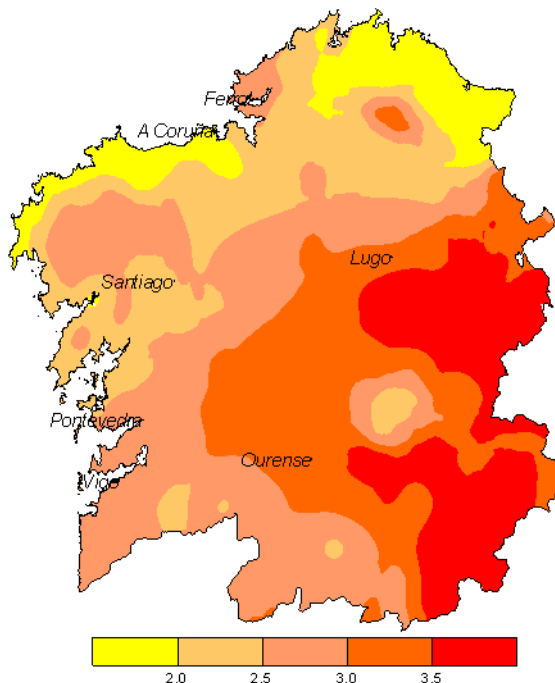 Ferrol
A Coruña
Lugo
Santiago
Pontevedra
Ourense
Vigo
2.0 2.5 3.0 3.5